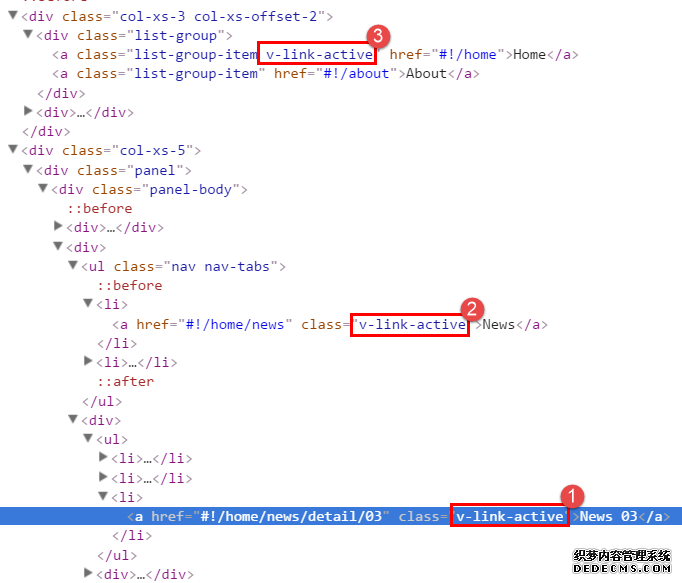 <div class="col-xs-3 col-xs-offset-2">
<div class="list-group">
3
<a class="list-group-item v-link-active" href="#!/home">Home</a>
<a class="list-group-item" href="#!/about">About</a>
</div>
<div>…</div>
</div>
<div class="col-xs-5">
<div class="panel">
<div class="panel-body">
::before
<div>…</div>
<div>
<ul class="nav nav-tabs">
::before
<li>
2
<a href="#!/home/news" class="v-link-active">News</a>
</li>
<li>…</li>
::after
</ul>
<div>
<ul>
<li>…</li>
<li>…</li>
<li>
1
<a href="#!/home/news/detail/03" class="v-link-active">News 03</a>
</li>
</ul>
<div>…</div>
织梦内容管理系统
DEDECMS.COM